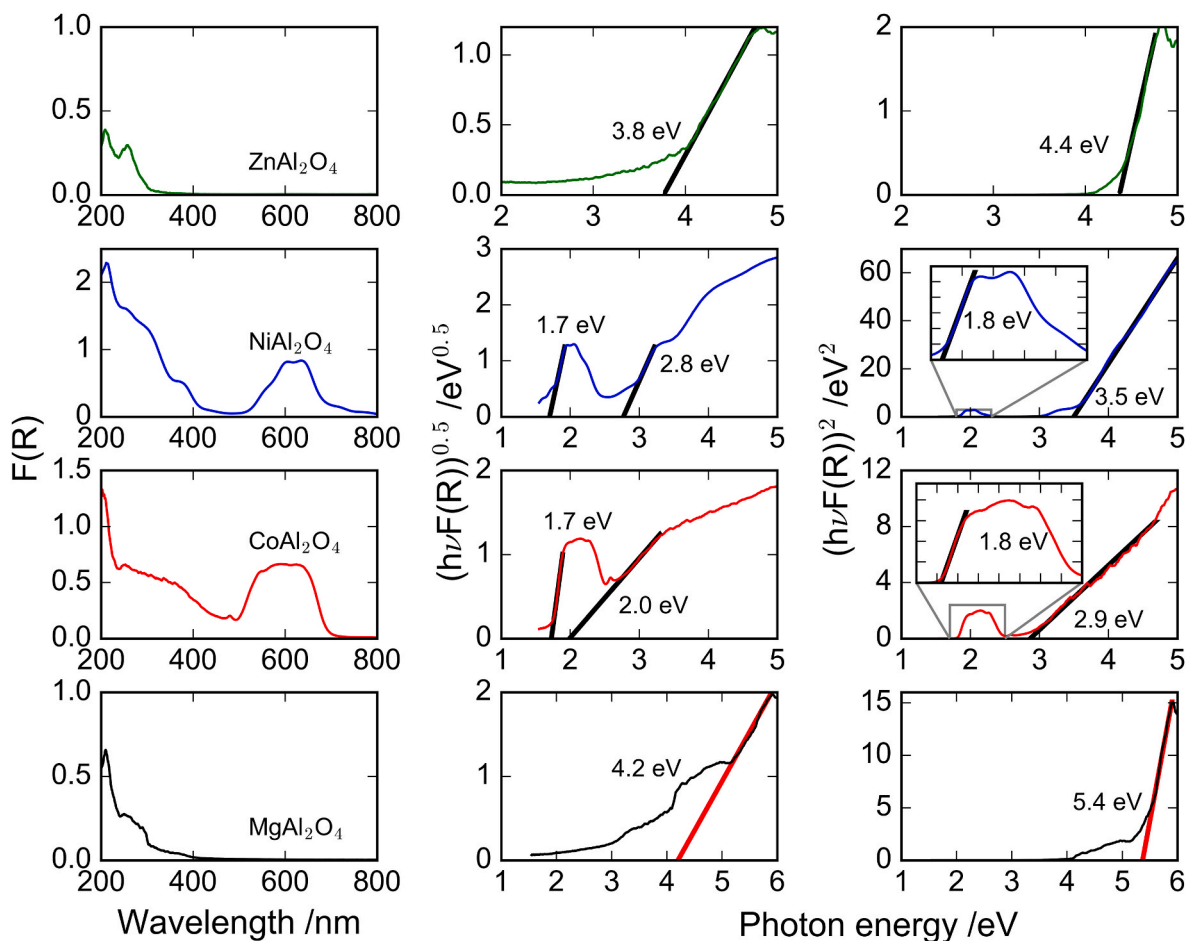 F(R)
1.0
0.5
0.0
200 400 600 800
ZnAl₂O₄
1.0
0.5
0.0
2 3 4 5
3.8 eV
2
1
0
2 3 4 5
4.4 eV
2
1
0
200 400 600 800
NiAl₂O₄
(hνF(R))^0.5 /eV^0.5
3
2
1
0
1 2 3 4 5
1.7 eV
2.8 eV
(hνF(R))² /eV²
60
40
20
0
1 2 3 4 5
1.8 eV
3.5 eV
1.5
1.0
0.5
0.0
200 400 600 800
CoAl₂O₄
2
1
0
1 2 3 4 5
1.7 eV
2.0 eV
12
8
4
0
1 2 3 4 5
1.8 eV
2.9 eV
1.0
0.5
0.0
200 400 600 800
MgAl₂O₄
2
1
0
1 2 3 4 5 6
4.2 eV
15
10
5
0
1 2 3 4 5 6
5.4 eV
Wavelength /nm
Photon energy /eV